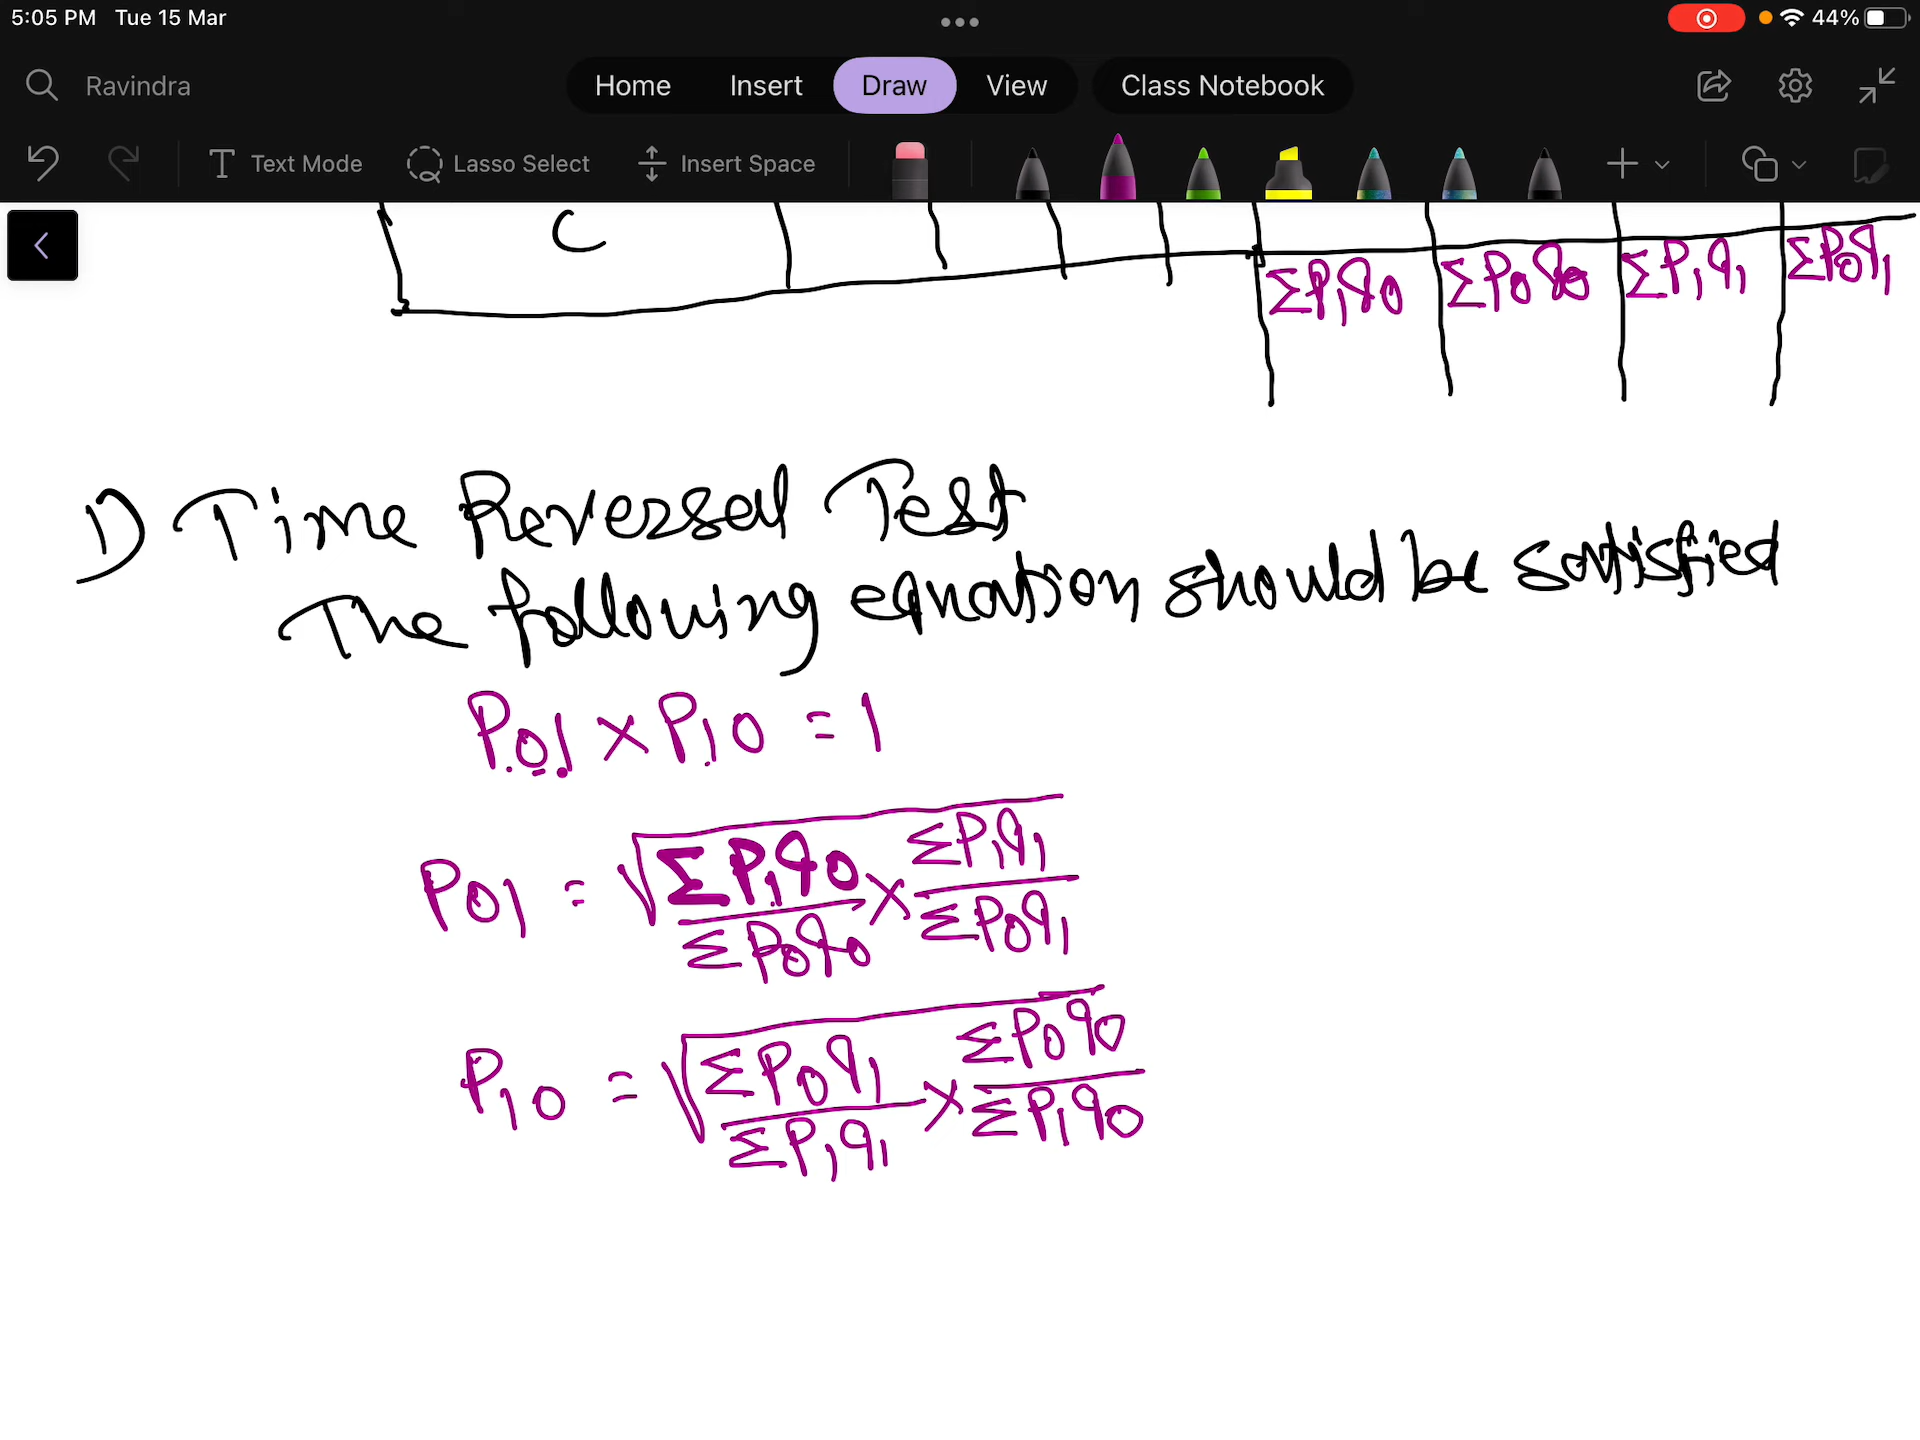 5:05 PM Tue 15 Mar 44%
Ravindra Home Insert Draw View Class Notebook
Text Mode Lasso Select Insert Space
C
ΣP₁q₀ ΣP₀q₀ ΣP₁q₁ ΣP₀q₁
1) Time Reversal Test
The following equation should be satisfied
P₀₁ × P₁₀ = 1
P₀₁ = √(ΣP₁q₀/ΣP₀q₀ × ΣP₁q₁/ΣP₀q₁)
P₁₀ = √(ΣP₀q₁/ΣP₁q₁ × ΣP₀q₀/ΣP₁q₀)